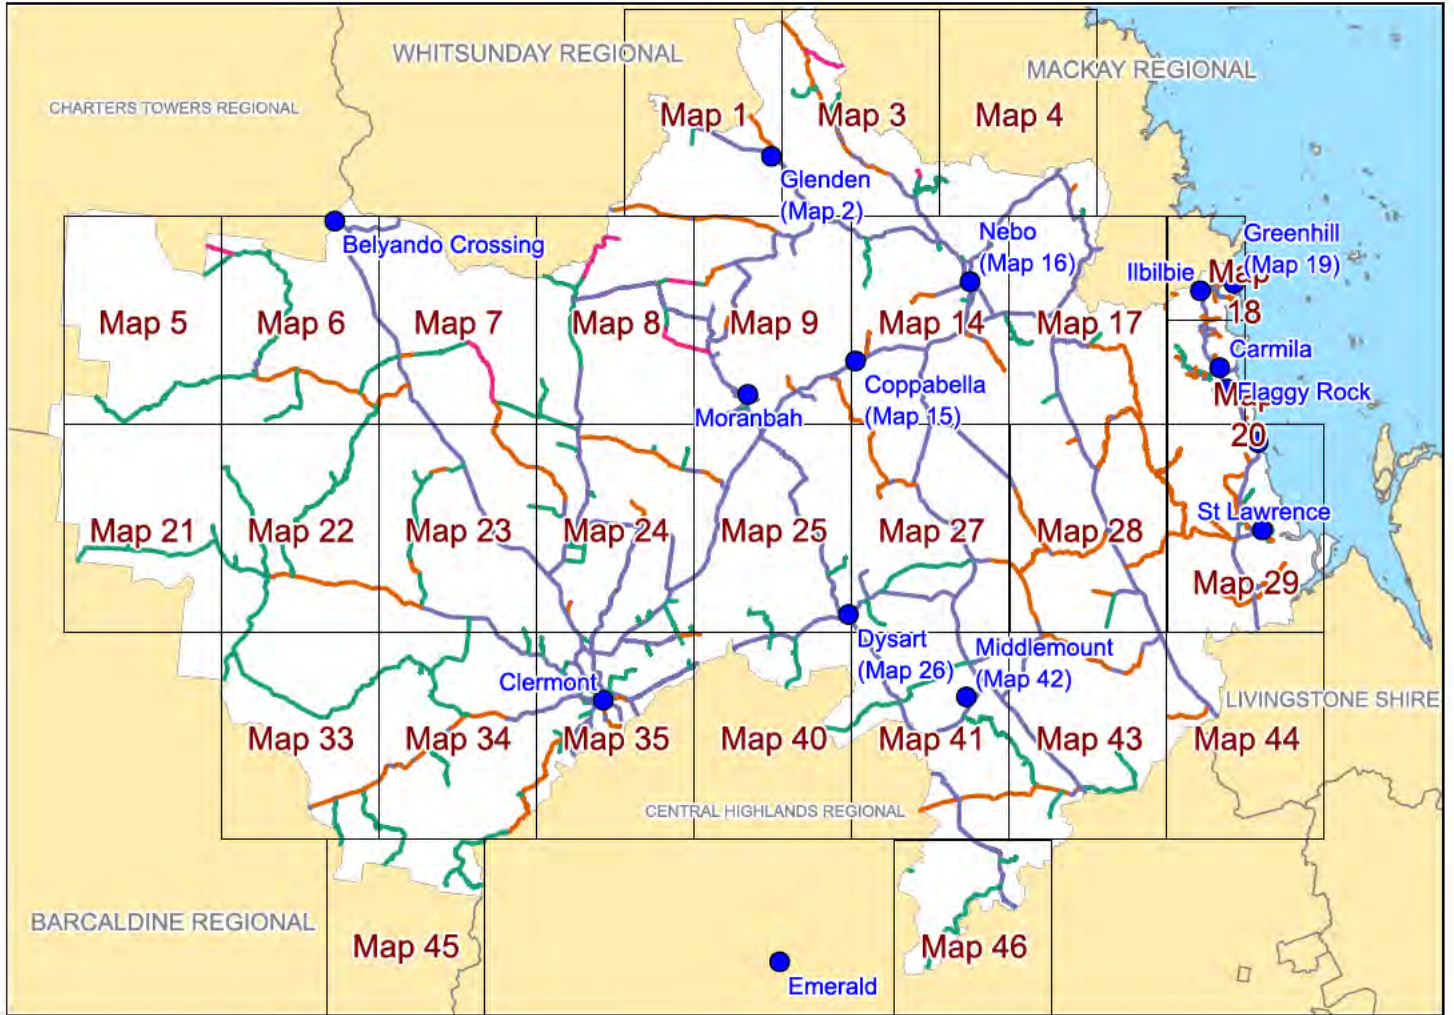 WHITSUNDAY REGIONAL
MACKAY REGIONAL
CHARTERS TOWERS REGIONAL
Map 1
Map 3
Map 4
Glenden
(Map 2)
Belyando Crossing
Nebo
(Map 16)
Greenhill
(Map 19)
Ilbilbie
Map
18
Map 5
Map 6
Map 7
Map 8
Map 9
Map 14
Map 17
Carmila
Coppabella
(Map 15)
Flaggy Rock
Map
20
Moranbah
St Lawrence
Map 21
Map 22
Map 23
Map 24
Map 25
Map 27
Map 28
Map 29
Dysart
(Map 26)
Middlemount
(Map 42)
Clermont
LIVINGSTONE SHIRE
Map 33
Map 34
Map 35
Map 40
Map 41
Map 43
Map 44
CENTRAL HIGHLANDS REGIONAL
BARCALDINE REGIONAL
Map 45
Map 46
Emerald